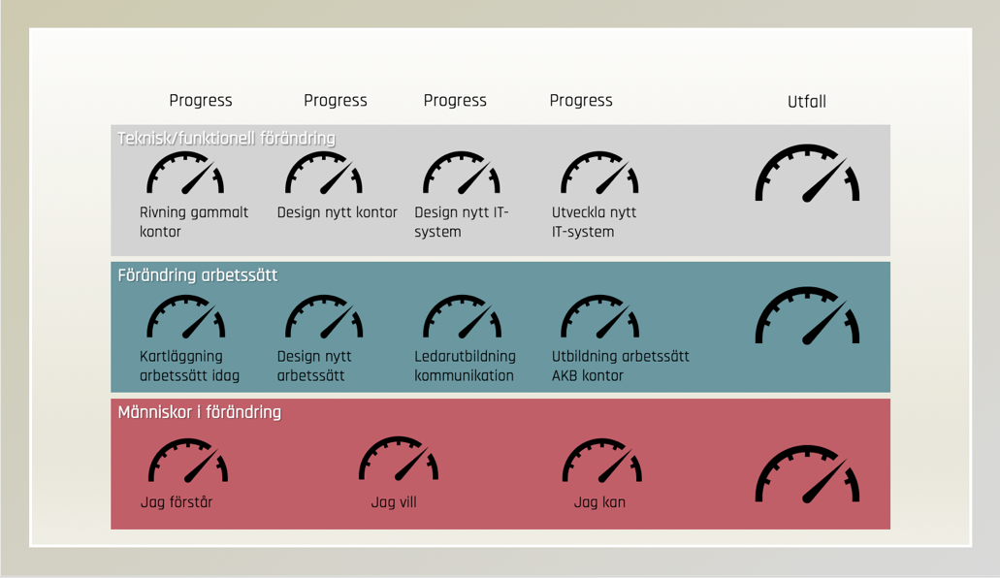 Progress Progress Progress Progress Utfall
Teknisk/funktionell förändring
Rivning gammalt
kontor
Design nytt kontor
Design nytt IT-
system
Utveckla nytt
IT-system
Förändring arbetssätt
Kartläggning
arbetssätt idag
Design nytt
arbetssätt
Ledarutbildning
kommunikation
Utbildning arbetssätt
AKB kontor
Människor i förändring
Jag förstår
Jag vill
Jag kan